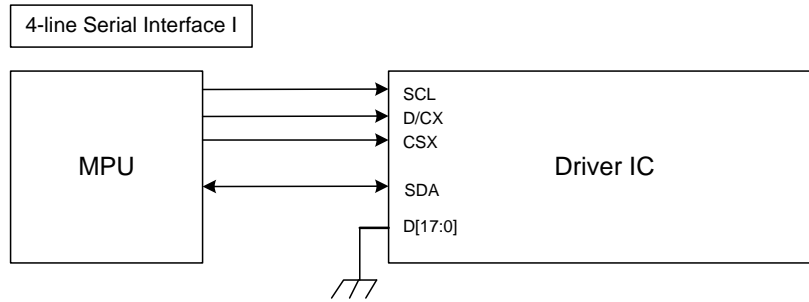 4-line Serial Interface I
MPU
SCL
D/CX
CSX
SDA
D[17:0]
Driver IC